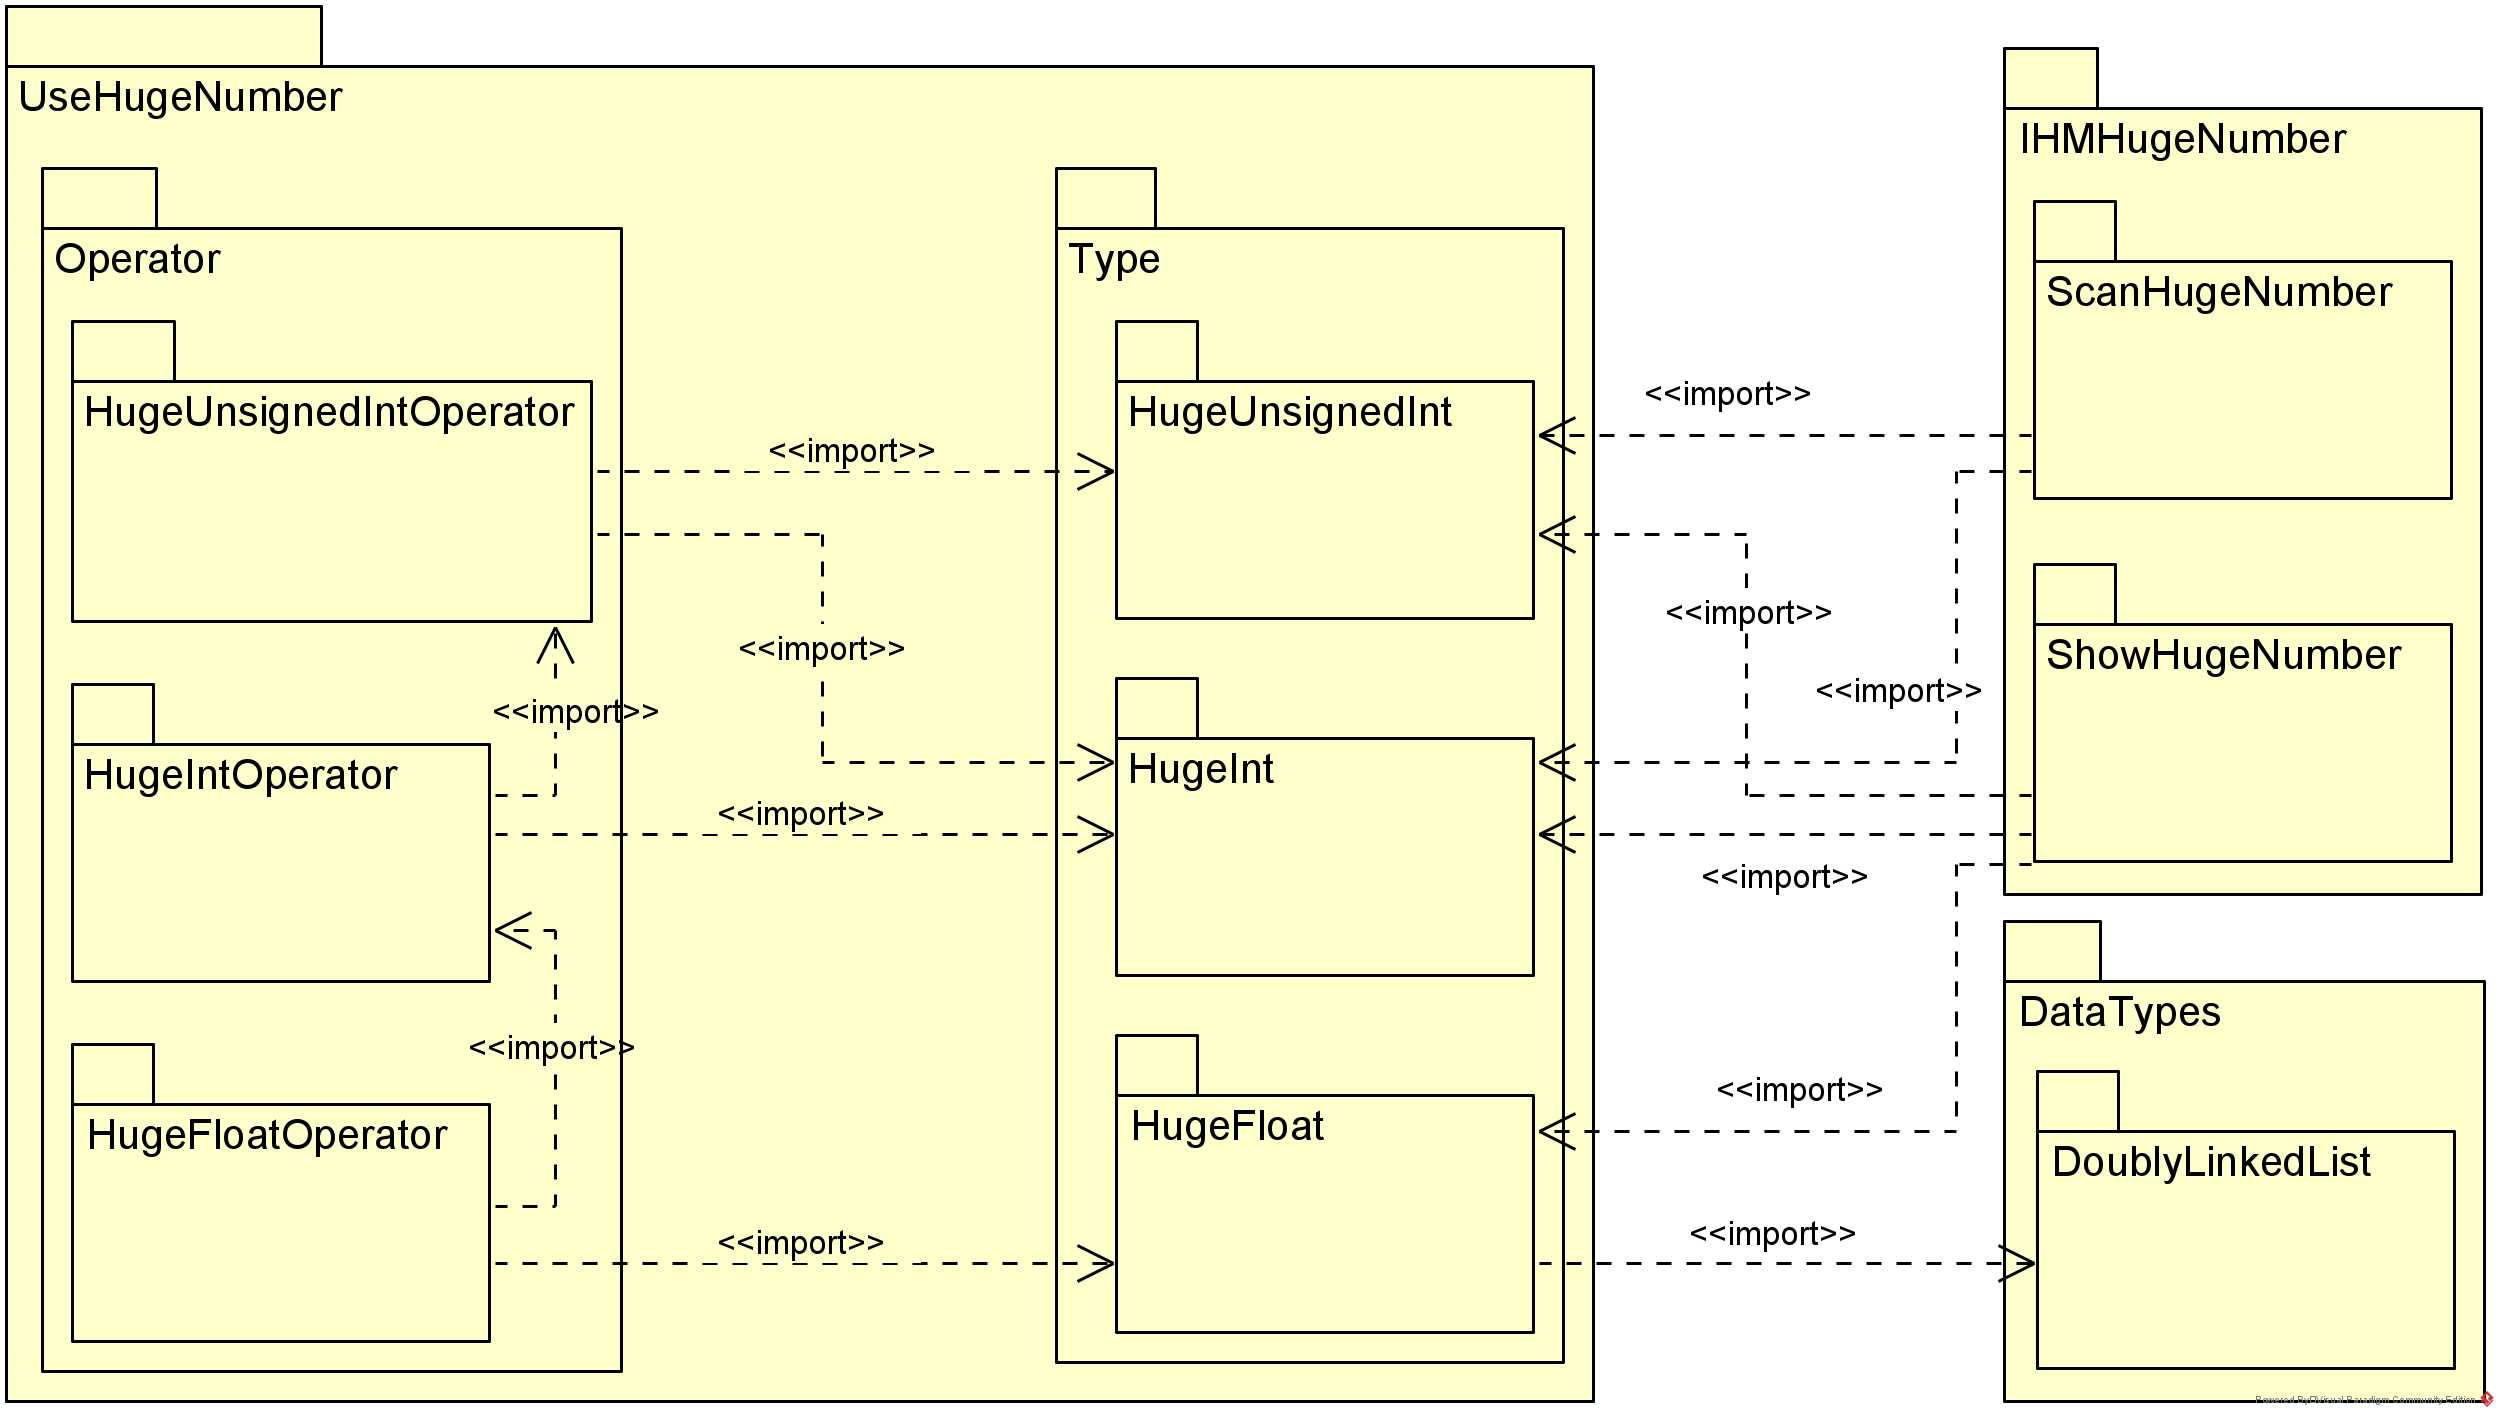 UseHugeNumber
Operator
HugeUnsignedIntOperator
<<import>>
<<import>>
<<import>>
HugeIntOperator
<<import>>
<<import>>
HugeFloatOperator
<<import>>
Type
HugeUnsignedInt
HugeInt
HugeFloat
<<import>>
<<import>>
<<import>>
<<import>>
<<import>>
<<import>>
IHMHugeNumber
ScanHugeNumber
ShowHugeNumber
DataTypes
DoublyLinkedList
Powered By Visual Paradigm Community Edition